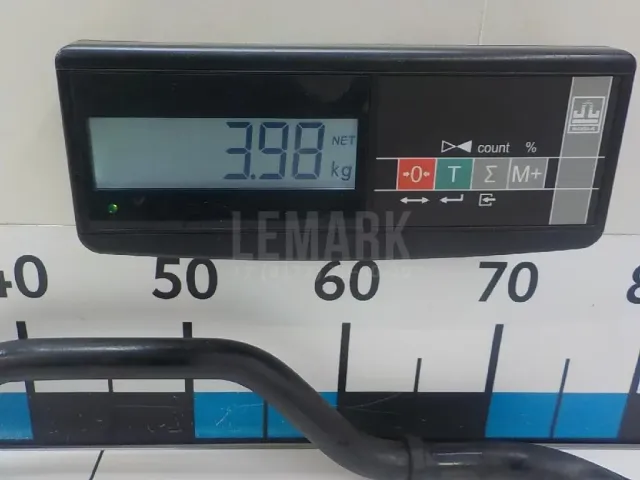 3.98 NET
kg
count %
→0← T Σ M+
LEMARK
40 50 60 70 8